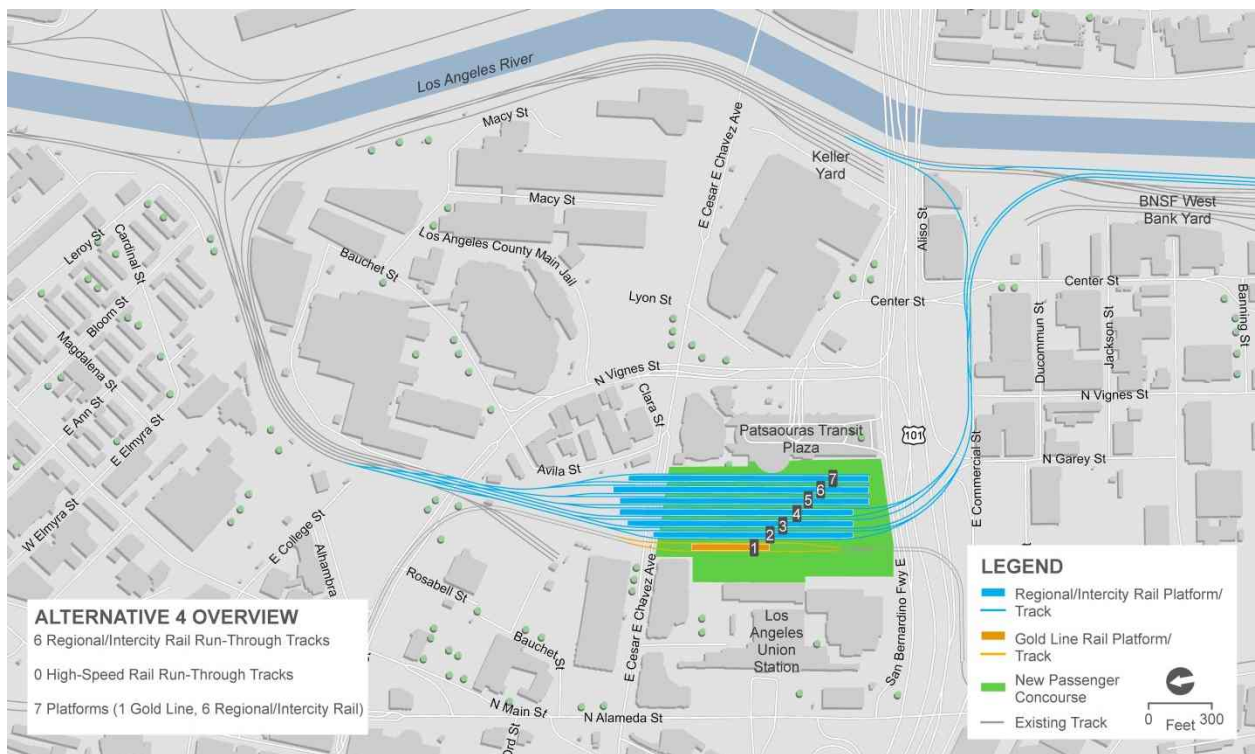 Los Angeles River
Macy St
E Cesar E Chavez Ave
Keller
Yard
Aliso St
BNSF West
Bank Yard
Macy St
Leroy St
Cardinal St
Los Angeles County Main Jail
Bauchet St
Center St
Center St
Banning St
Lyon St
Bloom St
Magdalena St
Ducommun St
Jackson St
N Vignes St
N Vignes St
E Ann St
Clara St
E Elmyra St
Patsaouras Transit
Plaza
101
Avila St
E Commercial St
N Garey St
7
6
5
4
3
2
1
W Elmyra St
E College St
Alhambra
Rosabell St
E Cesar E Chavez Ave
Bauchet St
Los
Angeles
Union
Station
San Bernardino Fwy E
N Main St
N Alameda St
Ord St
ALTERNATIVE 4 OVERVIEW
6 Regional/Intercity Rail Run-Through Tracks
0 High-Speed Rail Run-Through Tracks
7 Platforms (1 Gold Line, 6 Regional/Intercity Rail)
LEGEND
Regional/Intercity Rail Platform/
Track
Gold Line Rail Platform/
Track
New Passenger
Concourse
Existing Track
0 300
Feet